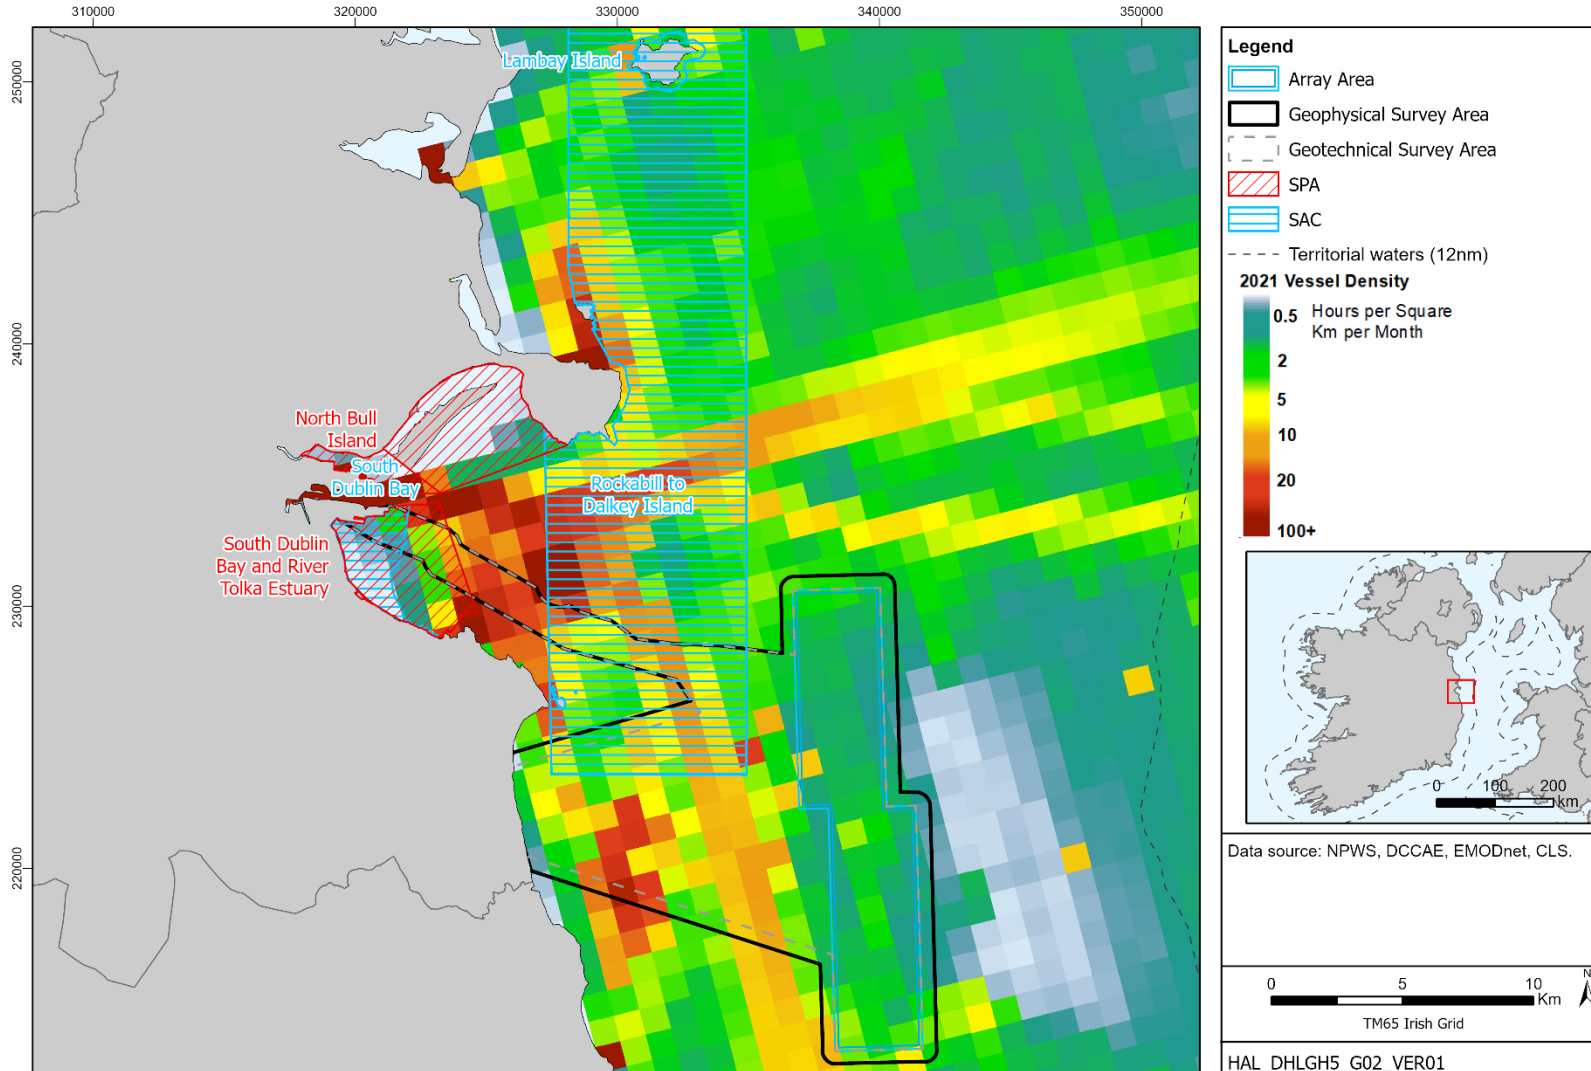 310000
320000
330000
340000
350000
250000
240000
230000
220000
Lambay Island
North Bull
Island
South
Dublin Bay
Rockabill to
Dalkey Island
South Dublin
Bay and River
Tolka Estuary
Legend
Array Area
Geophysical Survey Area
Geotechnical Survey Area
SPA
SAC
Territorial waters (12nm)
2021 Vessel Density
Hours per Square
Km per Month
0.5
2
5
10
20
100+
0 100 200
km
Data source: NPWS, DCCAE, EMODnet, CLS.
0 5 10
Km
N
TM65 Irish Grid
HAL_DHLGH5_G02_VER01